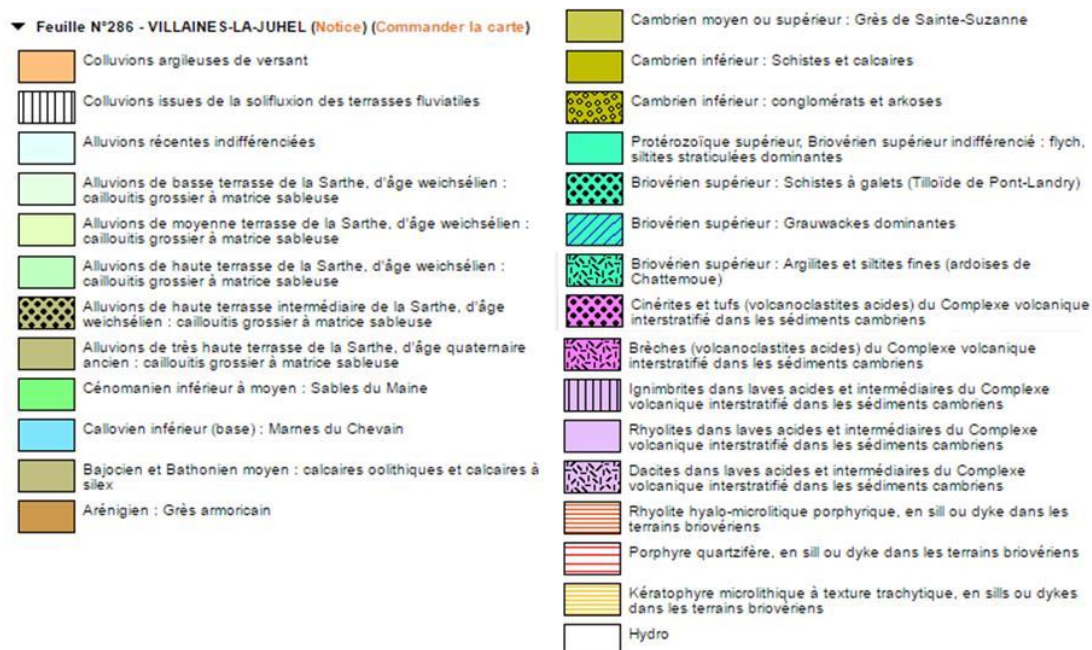 ▼ Feuille N°286 - VILLAINES-LA-JUHEL (Notice) (Commander la carte)
Colluvions argileuses de versant
Colluvions issues de la solifluxion des terrasses fluviatiles
Alluvions récentes indifférenciées
Alluvions de basse terrasse de la Sarthe, d'âge weichsélien :
cailloutis grossier à matrice sableuse
Alluvions de moyenne terrasse de la Sarthe, d'âge weichsélien :
cailloutis grossier à matrice sableuse
Alluvions de haute terrasse de la Sarthe, d'âge weichsélien :
cailloutis grossier à matrice sableuse
Alluvions de haute terrasse intermédiaire de la Sarthe, d'âge
weichsélien : cailloutis grossier à matrice sableuse
Alluvions de très haute terrasse de la Sarthe, d'âge quaternaire
ancien : cailloutis grossier à matrice sableuse
Cénomanien inférieur à moyen : Sables du Maine
Callovien inférieur (base) : Marnes du Chevain
Bajocien et Bathonien moyen : calcaires oolithiques et calcaires à
silex
Arénigien : Grès armoricain
Cambrien moyen ou supérieur : Grès de Sainte-Suzanne
Cambrien inférieur : Schistes et calcaires
Cambrien inférieur : conglomérats et arkoses
Protérozoïque supérieur, Briovérien supérieur indifférencié : flych,
siltites straticulées dominantes
Briovérien supérieur : Schistes à galets (Tilloïde de Pont-Landry)
Briovérien supérieur : Grauwackes dominantes
Briovérien supérieur : Argilites et siltites fines (ardoises de
Chattemoue)
Cinérites et tufs (volcanoclastites acides) du Complexe volcanique
interstratifié dans les sédiments cambriens
Brèches (volcanoclastites acides) du Complexe volcanique
interstratifié dans les sédiments cambriens
Ignimbrites dans laves acides et intermédiaires du Complexe
volcanique interstratifié dans les sédiments cambriens
Rhyolites dans laves acides et intermédiaires du Complexe
volcanique interstratifié dans les sédiments cambriens
Dacites dans laves acides et intermédiaires du Complexe
volcanique interstratifié dans les sédiments cambriens
Rhyolite hyalo-microlitique porphyrique, en sill ou dyke dans les
terrains briovériens
Porphyre quartzifère, en sill ou dyke dans les terrains briovériens
Kératophyre microlithique à texture trachytique, en sills ou dykes
dans les terrains briovériens
Hydro